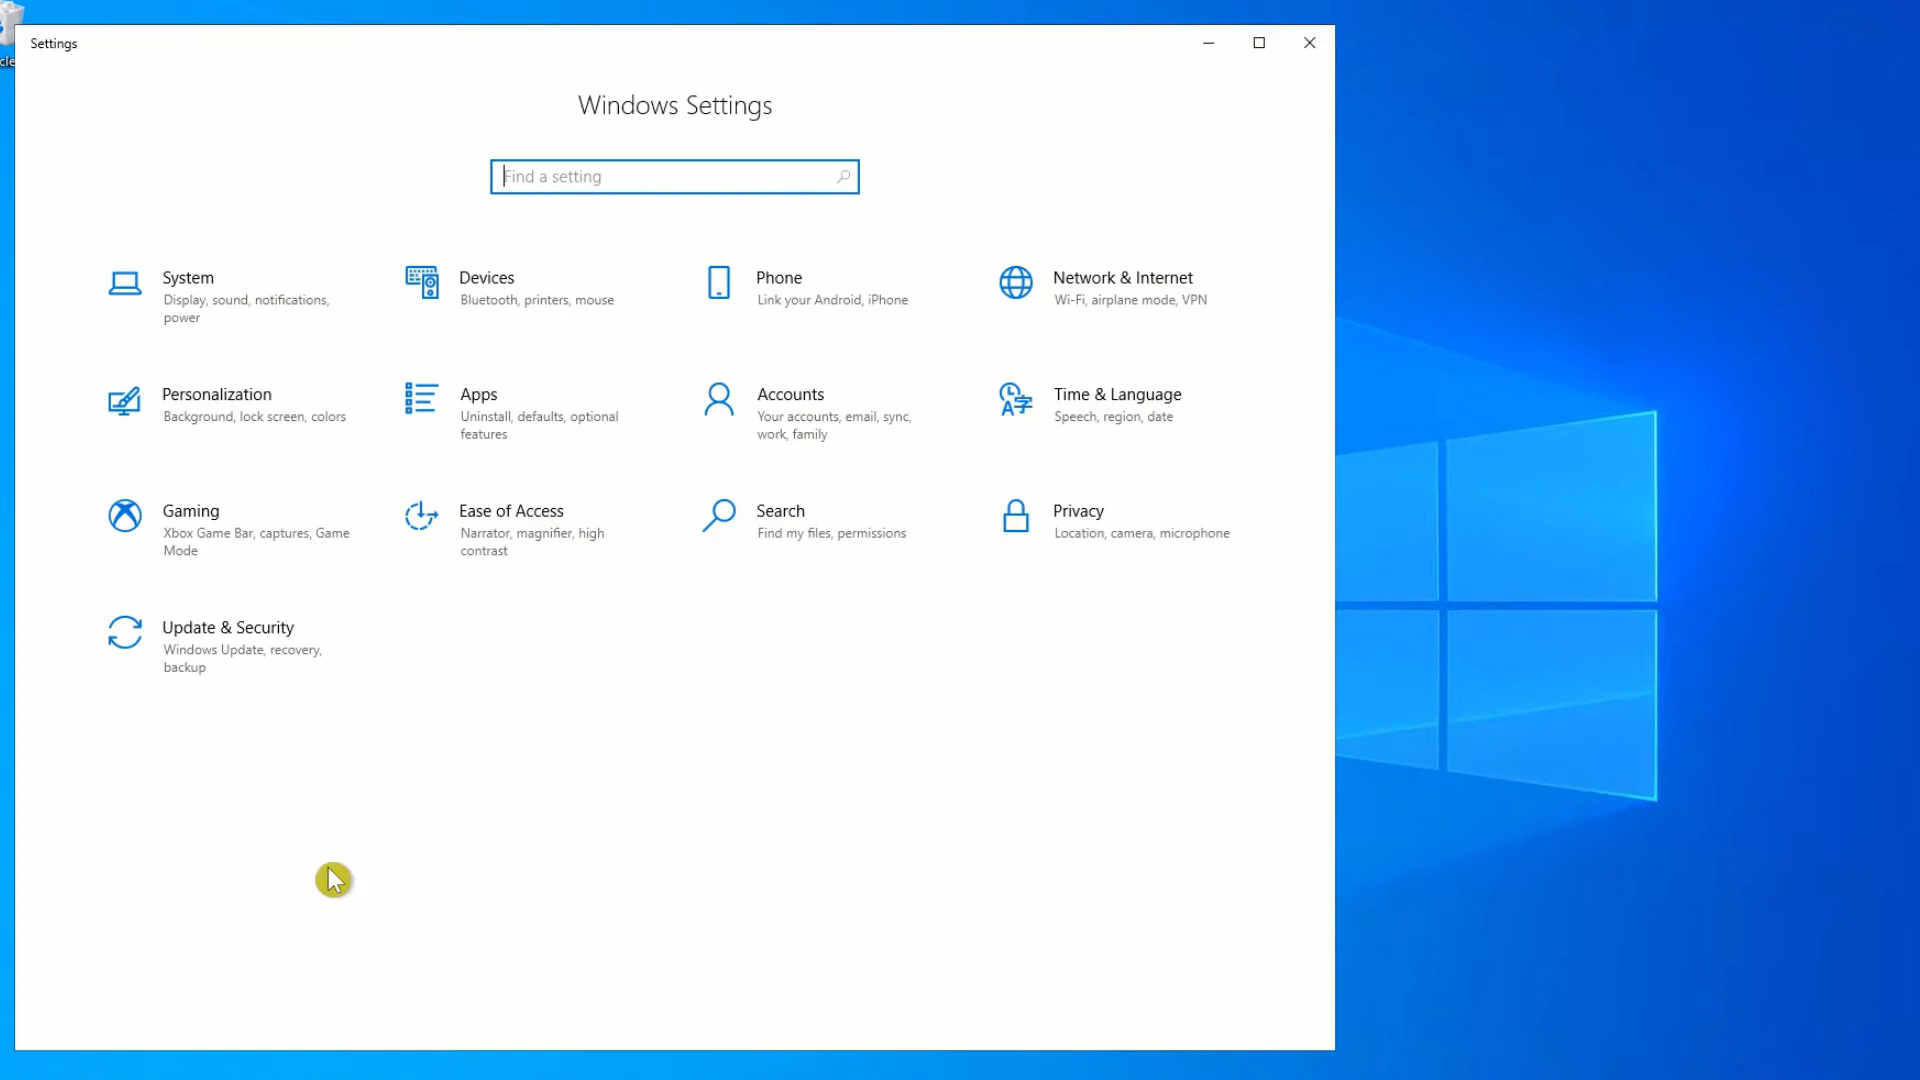 Settings
Windows Settings
Find a setting
System
Display, sound, notifications,
power
Devices
Bluetooth, printers, mouse
Phone
Link your Android, iPhone
Network & Internet
Wi-Fi, airplane mode, VPN
Personalization
Background, lock screen, colors
Apps
Uninstall, defaults, optional
features
Accounts
Your accounts, email, sync,
work, family
Time & Language
Speech, region, date
Gaming
Xbox Game Bar, captures, Game
Mode
Ease of Access
Narrator, magnifier, high
contrast
Search
Find my files, permissions
Privacy
Location, camera, microphone
Update & Security
Windows Update, recovery,
backup